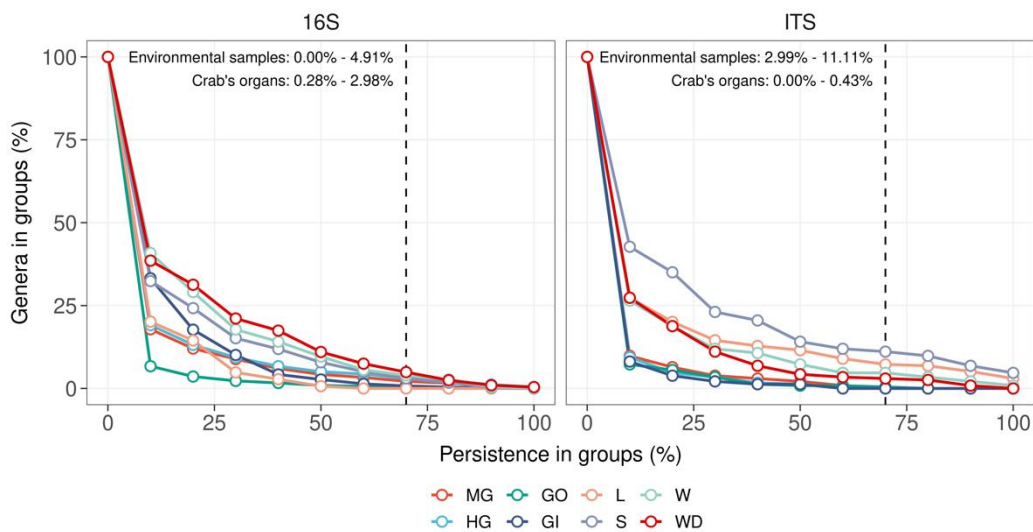 16S
ITS
Environmental samples: 0.00% - 4.91%
Crab's organs: 0.28% - 2.98%
Environmental samples: 2.99% - 11.11%
Crab's organs: 0.00% - 0.43%
Genera in groups (%)
100
75
50
25
0
0 25 50 75 100
0 25 50 75 100
Persistence in groups (%)
MG GO L W
HG GI S WD